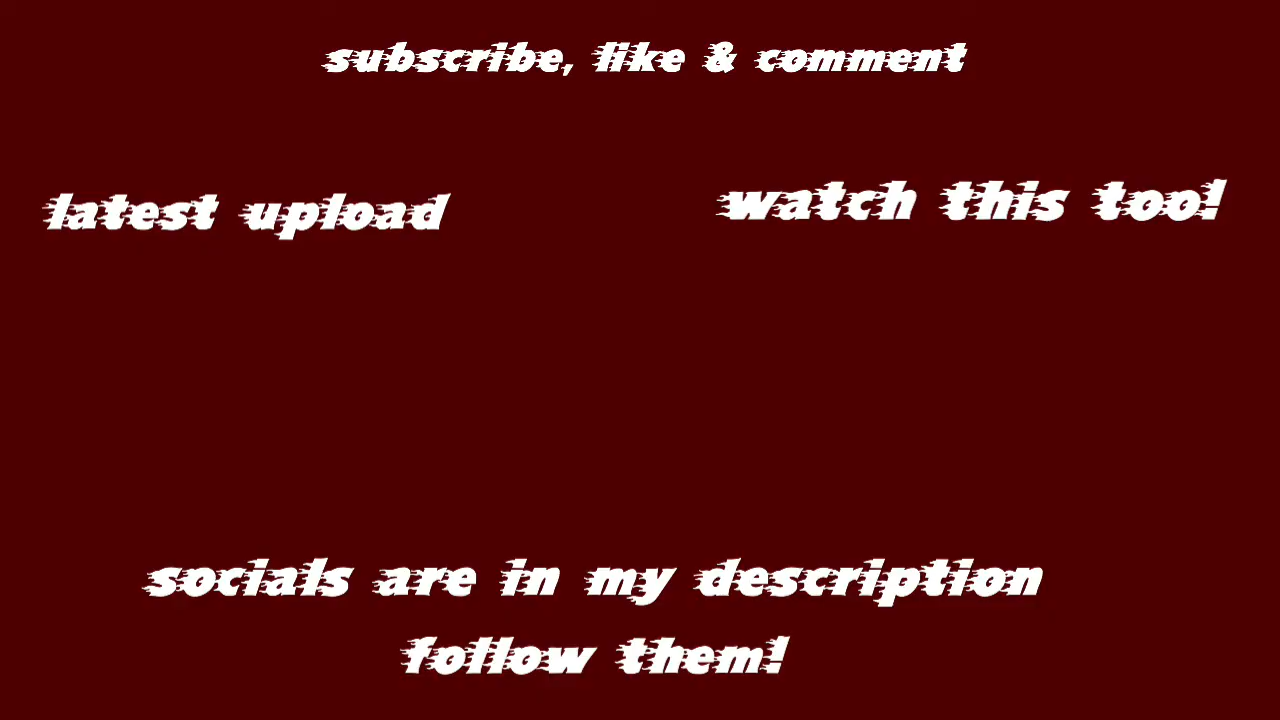 subscribe, like & comment
latest upload
watch this too!
socials are in my description
follow them!